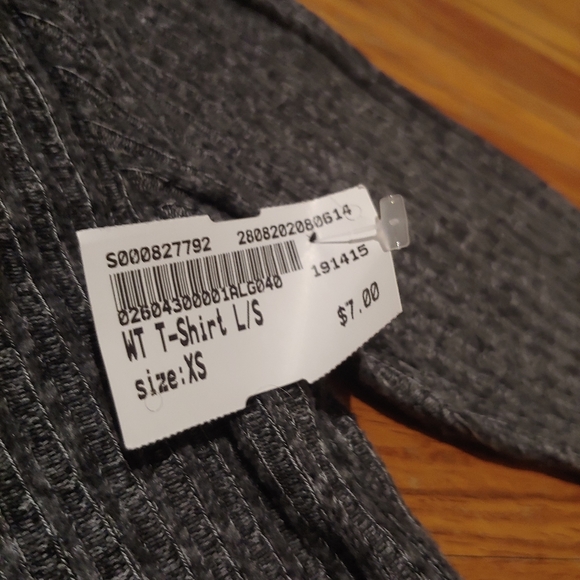 S000827792 2808202080614
191415
02604300001ALG040
WT T-Shirt L/S
$7.00
size:XS